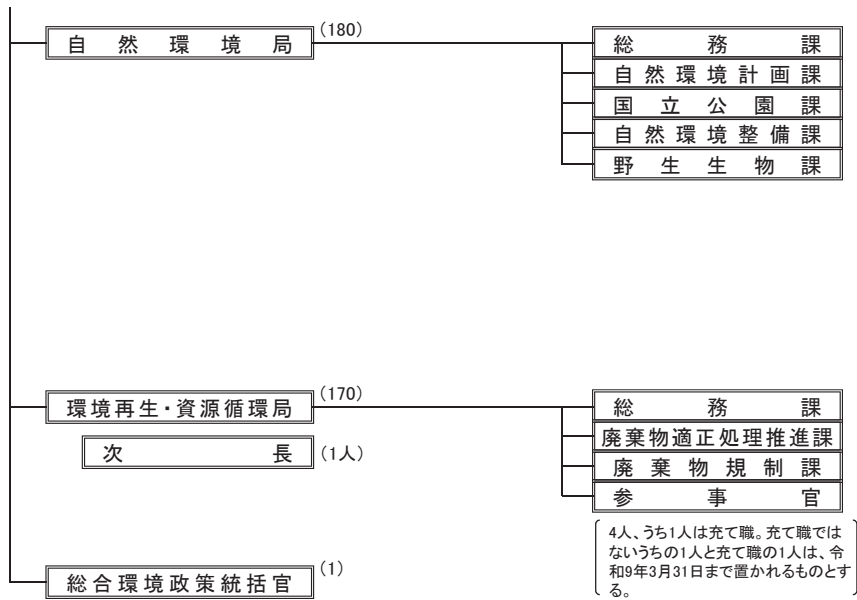 自然環境局 (180)
総務課
自然環境計画課
国立公園課
自然環境整備課
野生生物課
環境再生・資源循環局 (170)
次長 (1人)
総務課
廃棄物適正処理推進課
廃棄物規制課
参事官
4人、うち1人は充て職。充て職では
ないうちの1人と充て職の1人は、令
和9年3月31日まで置かれるものとす
る。
総合環境政策統括官 (1)